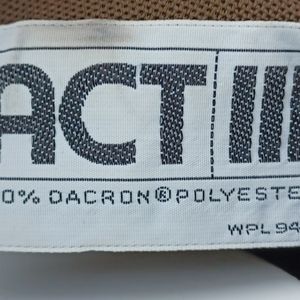 ACT III
0% DACRON®POLYESTE
WPL 94